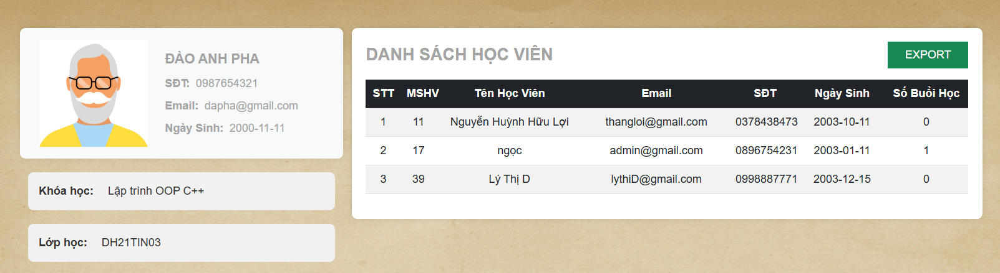 ĐÀO ANH PHA
SĐT: 0987654321
Email: dapha@gmail.com
Ngày Sinh: 2000-11-11
Khóa học: Lập trình OOP C++
Lớp học: DH21TIN03
DANH SÁCH HỌC VIÊN
EXPORT
STT MSHV Tên Học Viên Email SĐT Ngày Sinh Số Buổi Học
1 11 Nguyễn Huỳnh Hữu Lợi thangloi@gmail.com 0378438473 2003-10-11 0
2 17 ngọc admin@gmail.com 0896754231 2003-01-11 1
3 39 Lý Thị D lythiD@gmail.com 0998887771 2003-12-15 0